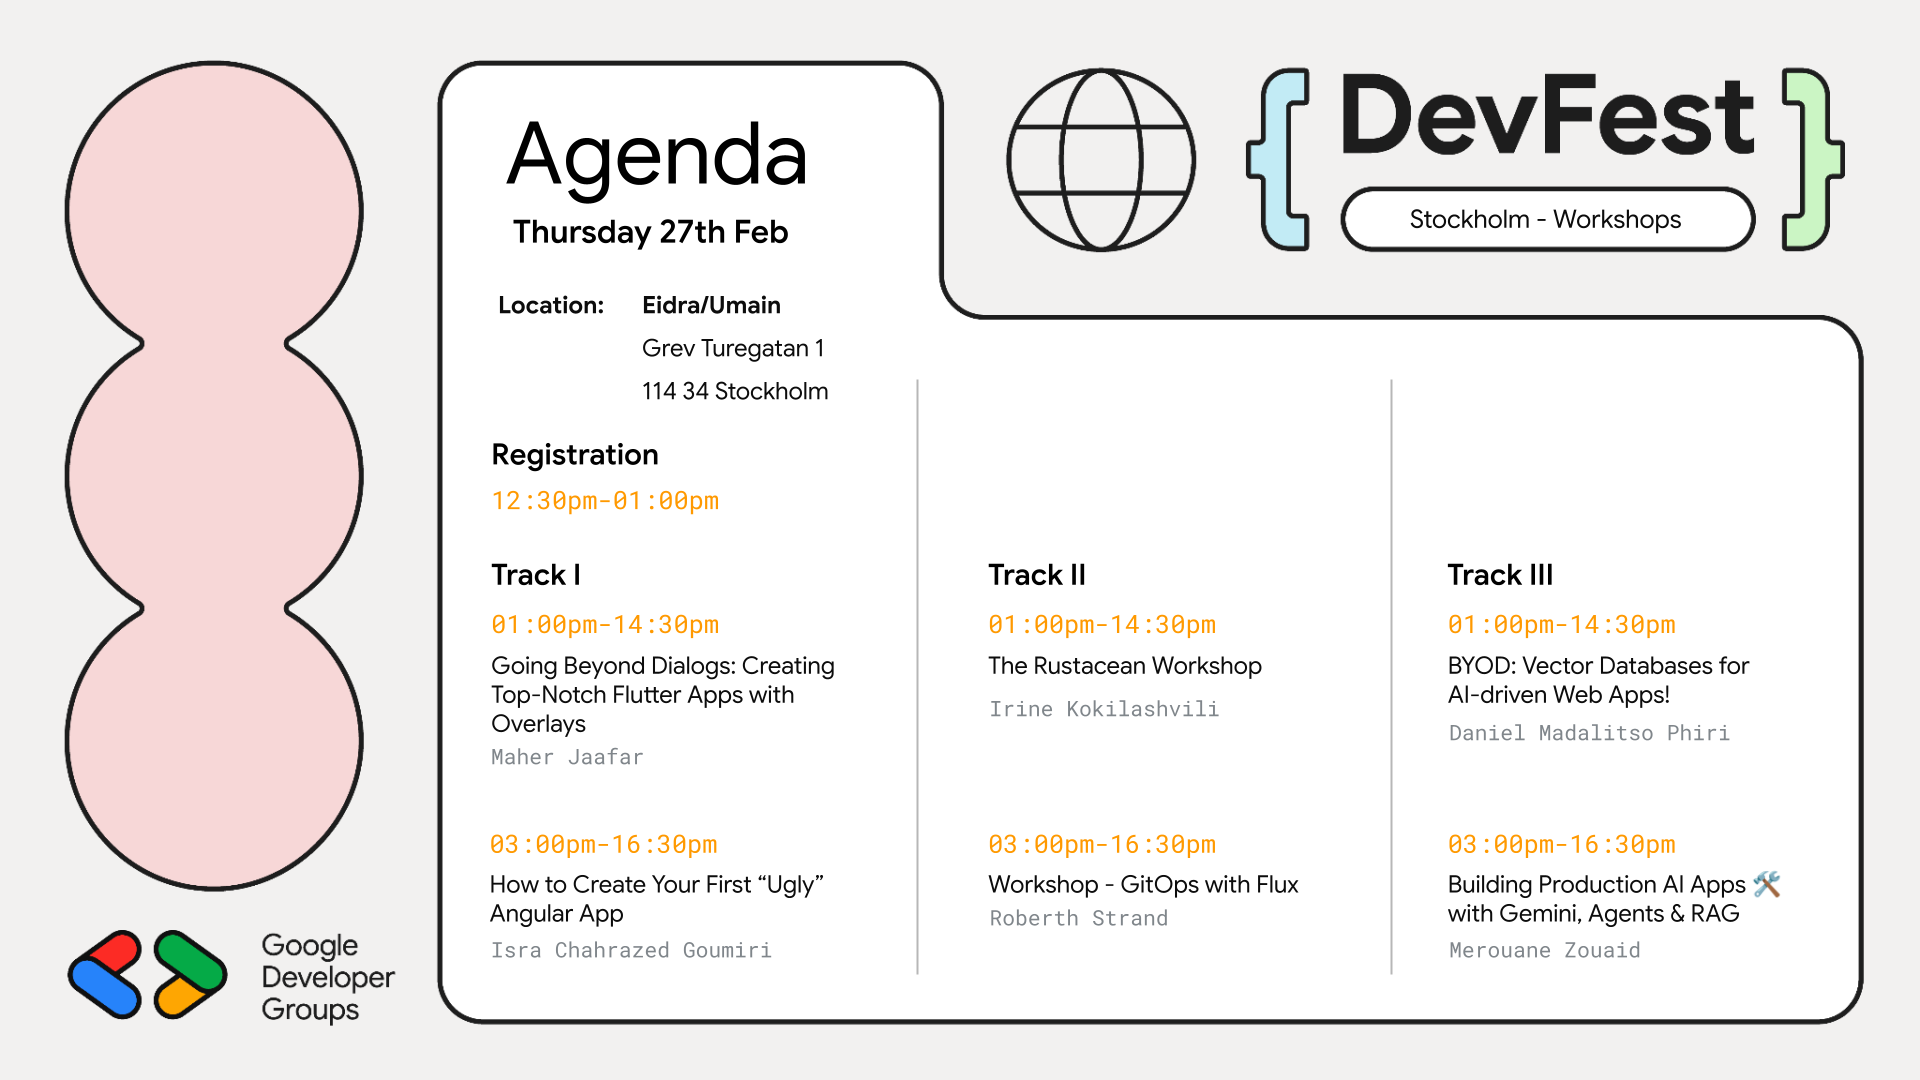 Agenda
Thursday 27th Feb
DevFest
Stockholm - Workshops
Location:
Eidra/Umain
Grev Turegatan 1
114 34 Stockholm
Registration
12:30pm-01:00pm
Track I
01:00pm-14:30pm
Going Beyond Dialogs: Creating
Top-Notch Flutter Apps with
Overlays
Maher Jaafar
03:00pm-16:30pm
How to Create Your First “Ugly”
Angular App
Isra Chahrazed Goumiri
Track II
01:00pm-14:30pm
The Rustacean Workshop
Irine Kokilashvili
03:00pm-16:30pm
Workshop - GitOps with Flux
Roberth Strand
Track III
01:00pm-14:30pm
BYOD: Vector Databases for
AI-driven Web Apps!
Daniel Madalitso Phiri
03:00pm-16:30pm
Building Production AI Apps 🛠️
with Gemini, Agents & RAG
Merouane Zouaid
Google
Developer
Groups